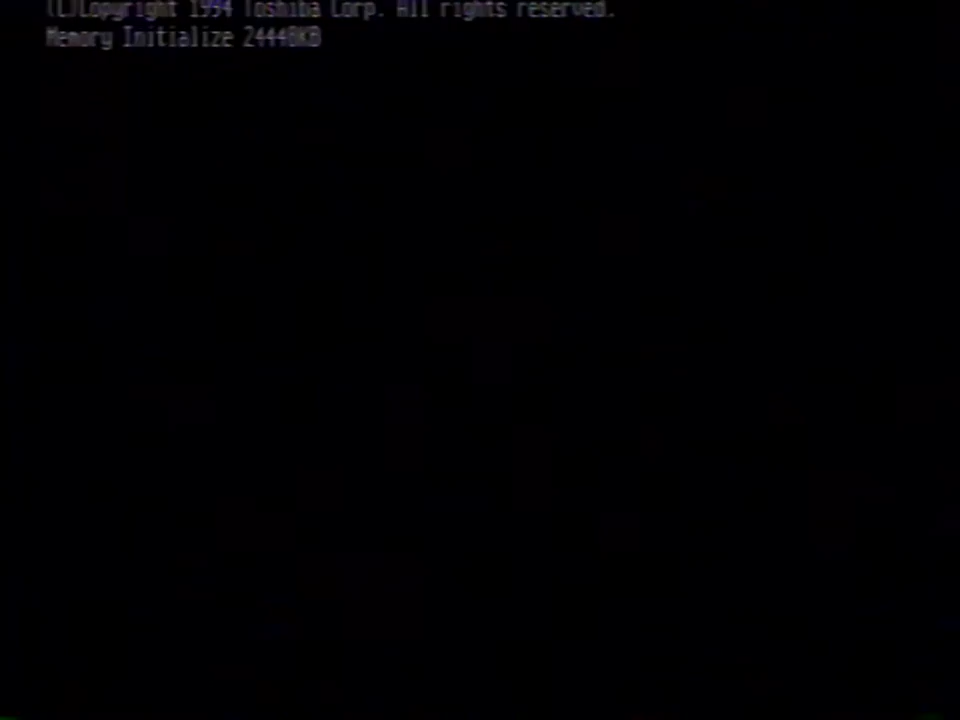 (C)Copyright 1994 Toshiba Corp. All rights reserved.
Memory Initialize 24448KB